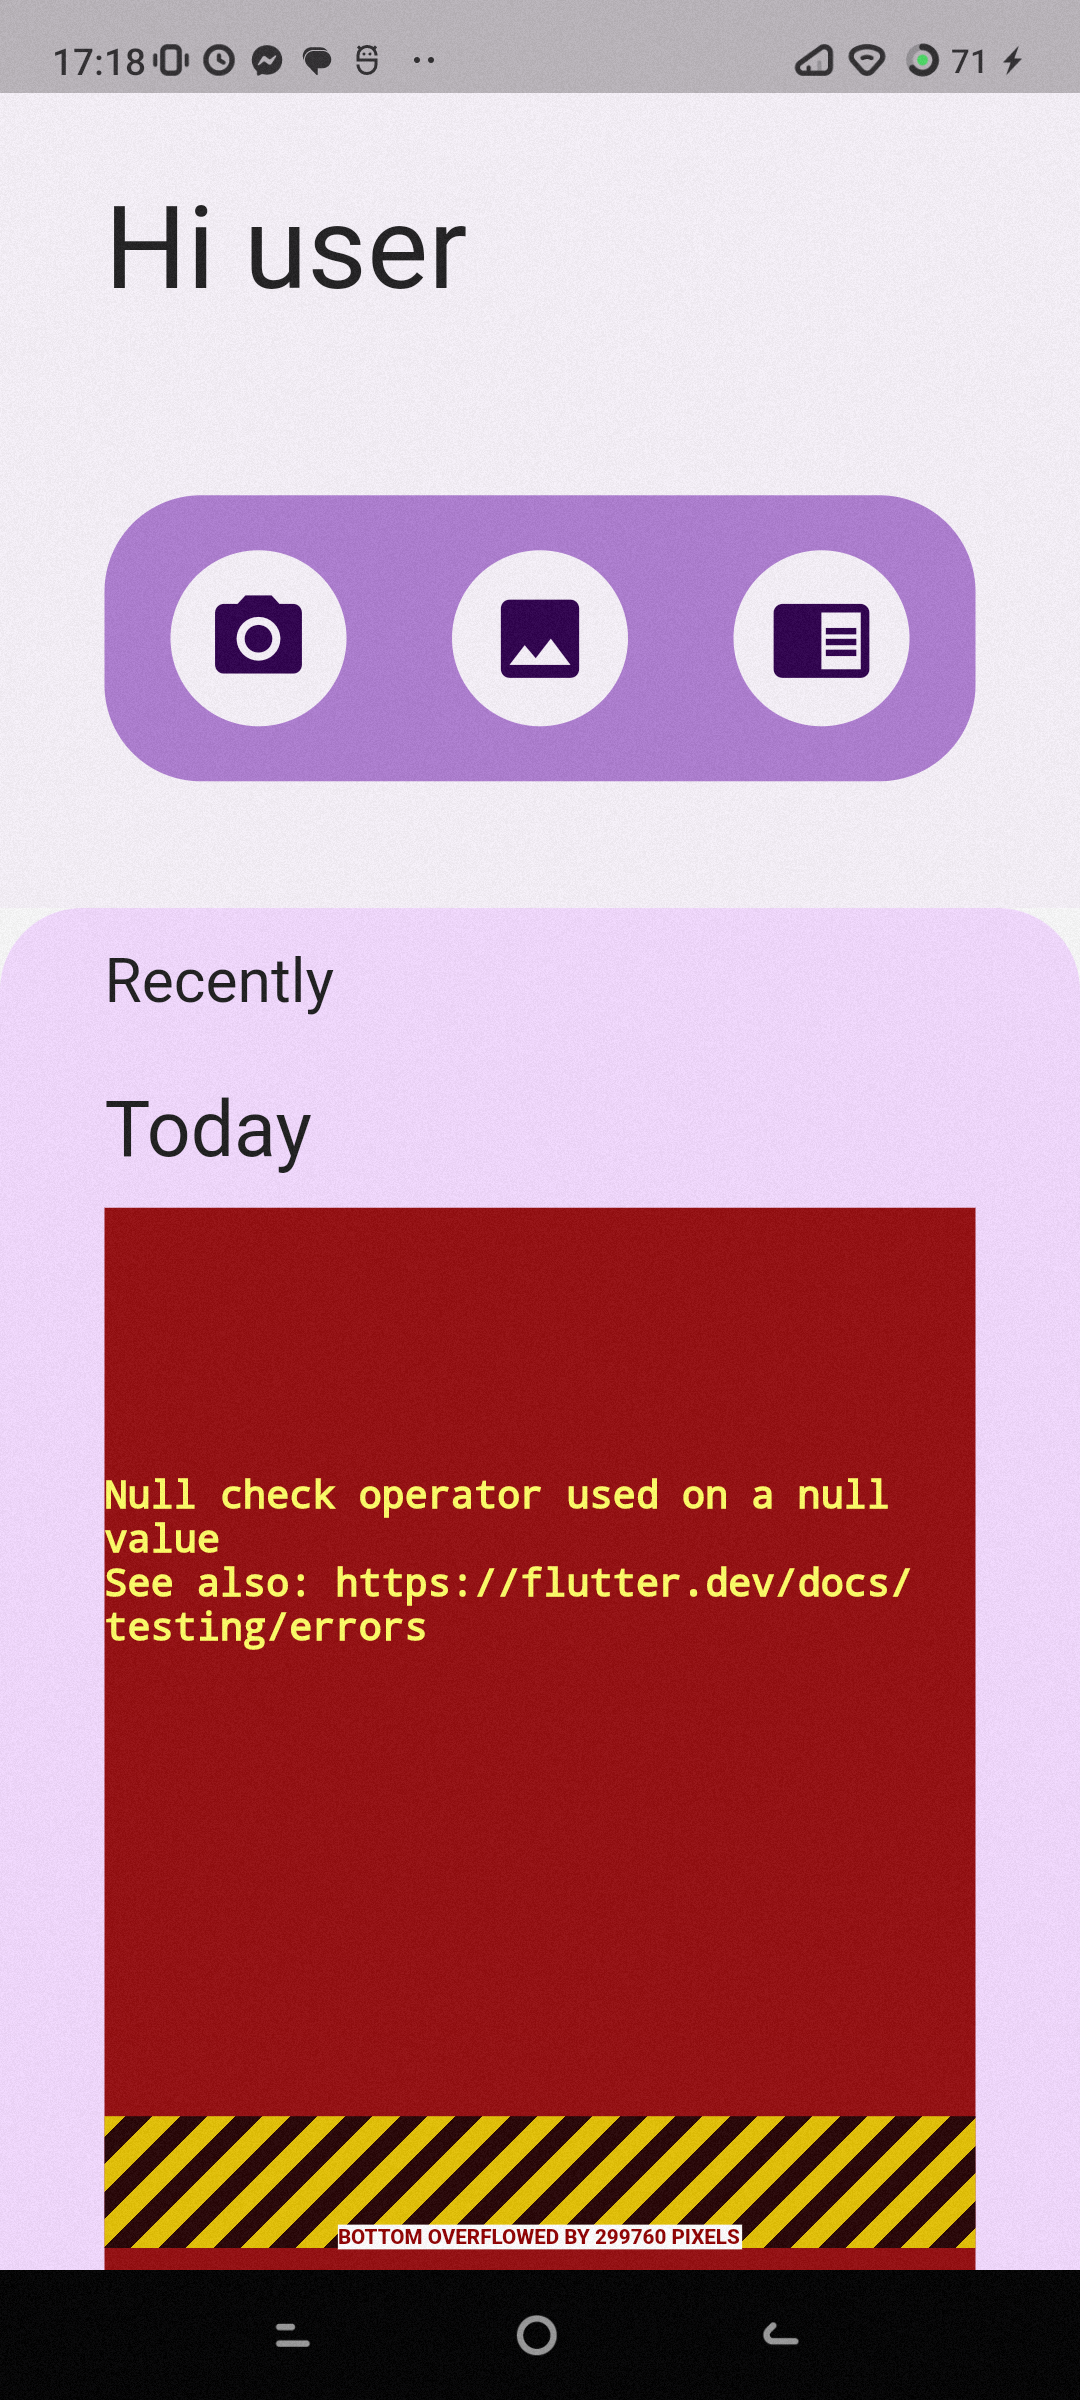 17:18
71
Hi user
Recently
Today
Null check operator used on a null
value
See also: https://flutter.dev/docs/
testing/errors
BOTTOM OVERFLOWED BY 299760 PIXELS